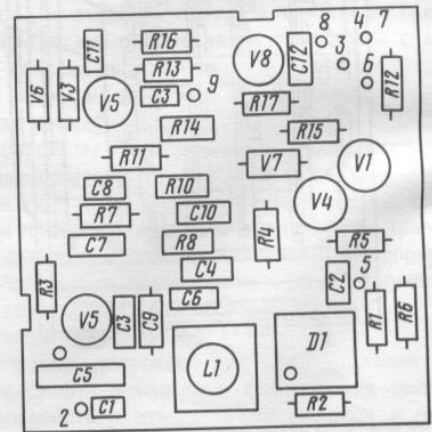 C11
R16
V8
C12
8
4
7
3
V6
V3
V5
R13
C3
9
6
R12
R17
R14
R15
R11
V7
V1
C8
R10
V4
R7
C10
R4
C7
R8
R5
C4
R3
C2
5
C6
V5
C3
C9
R1
R6
L1
D1
C5
2
C1
R2